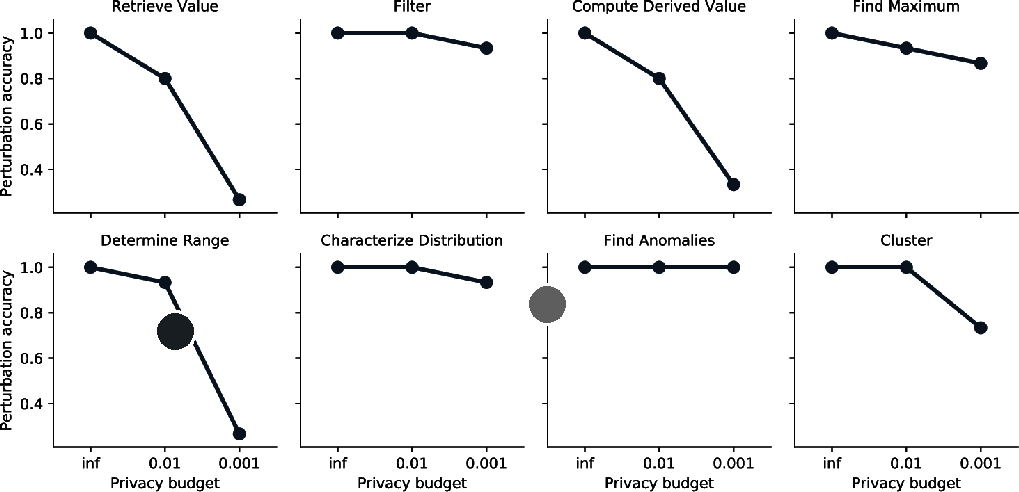 Retrieve Value
Filter
Compute Derived Value
Find Maximum
Perturbation accuracy
1.0
0.8
0.6
0.4
Determine Range
Characterize Distribution
Find Anomalies
Cluster
Perturbation accuracy
1.0
0.8
0.6
0.4
inf 0.01 0.001
inf 0.01 0.001
inf 0.01 0.001
inf 0.01 0.001
Privacy budget
Privacy budget
Privacy budget
Privacy budget